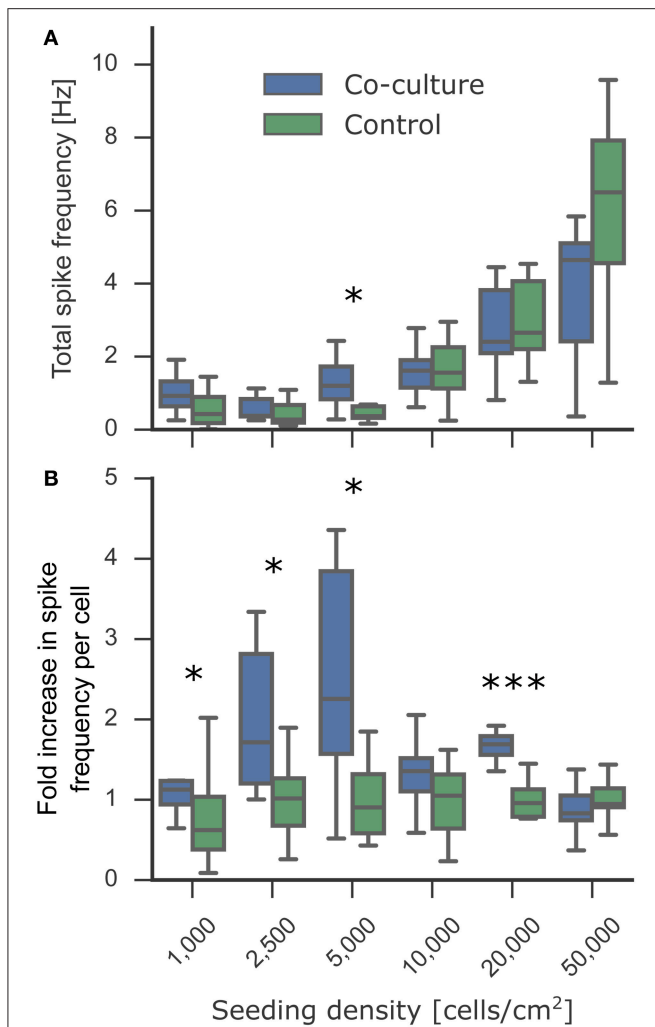 A
Total spike frequency [Hz]
10
8
6
4
2
0
Co-culture
Control
*
B
Fold increase in spike
frequency per cell
5
4
3
2
1
0
*
*
*
***
1,000
2,500
5,000
10,000
20,000
50,000
Seeding density [cells/cm²]